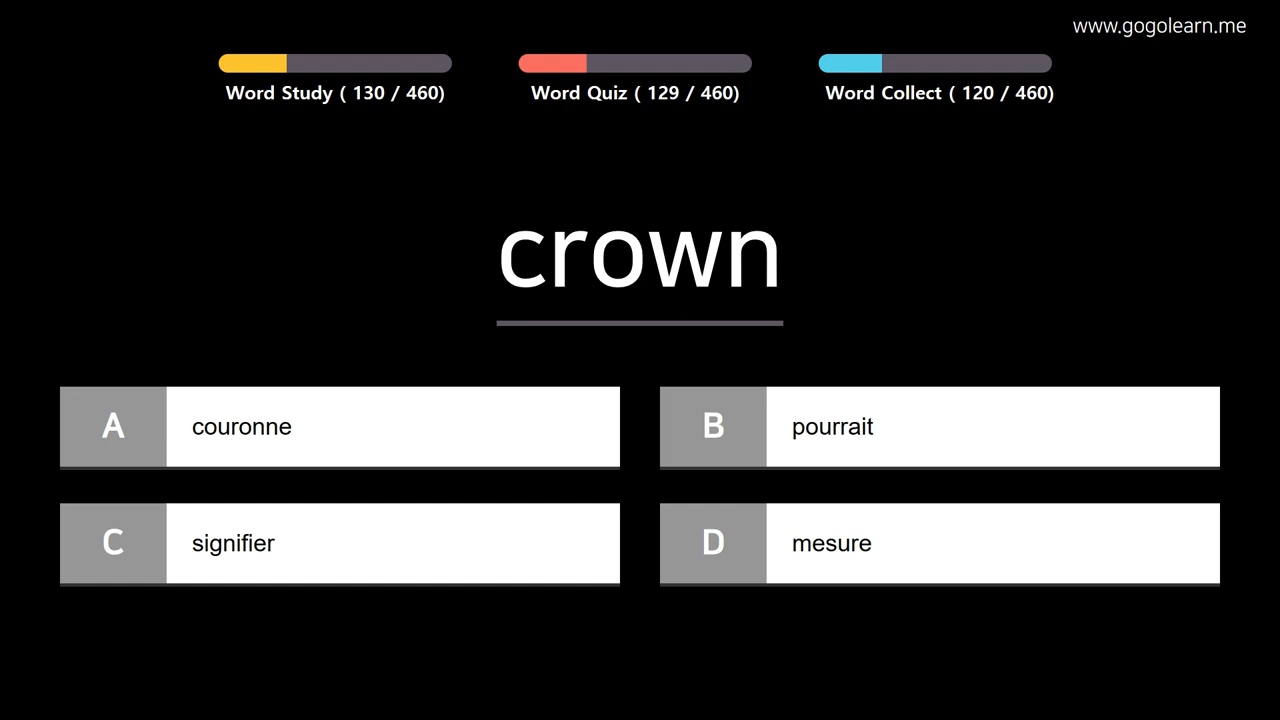 www.gogolearn.me
Word Study ( 130 / 460)
Word Quiz ( 129 / 460)
Word Collect ( 120 / 460)
crown
A couronne
B pourrait
C signifier
D mesure